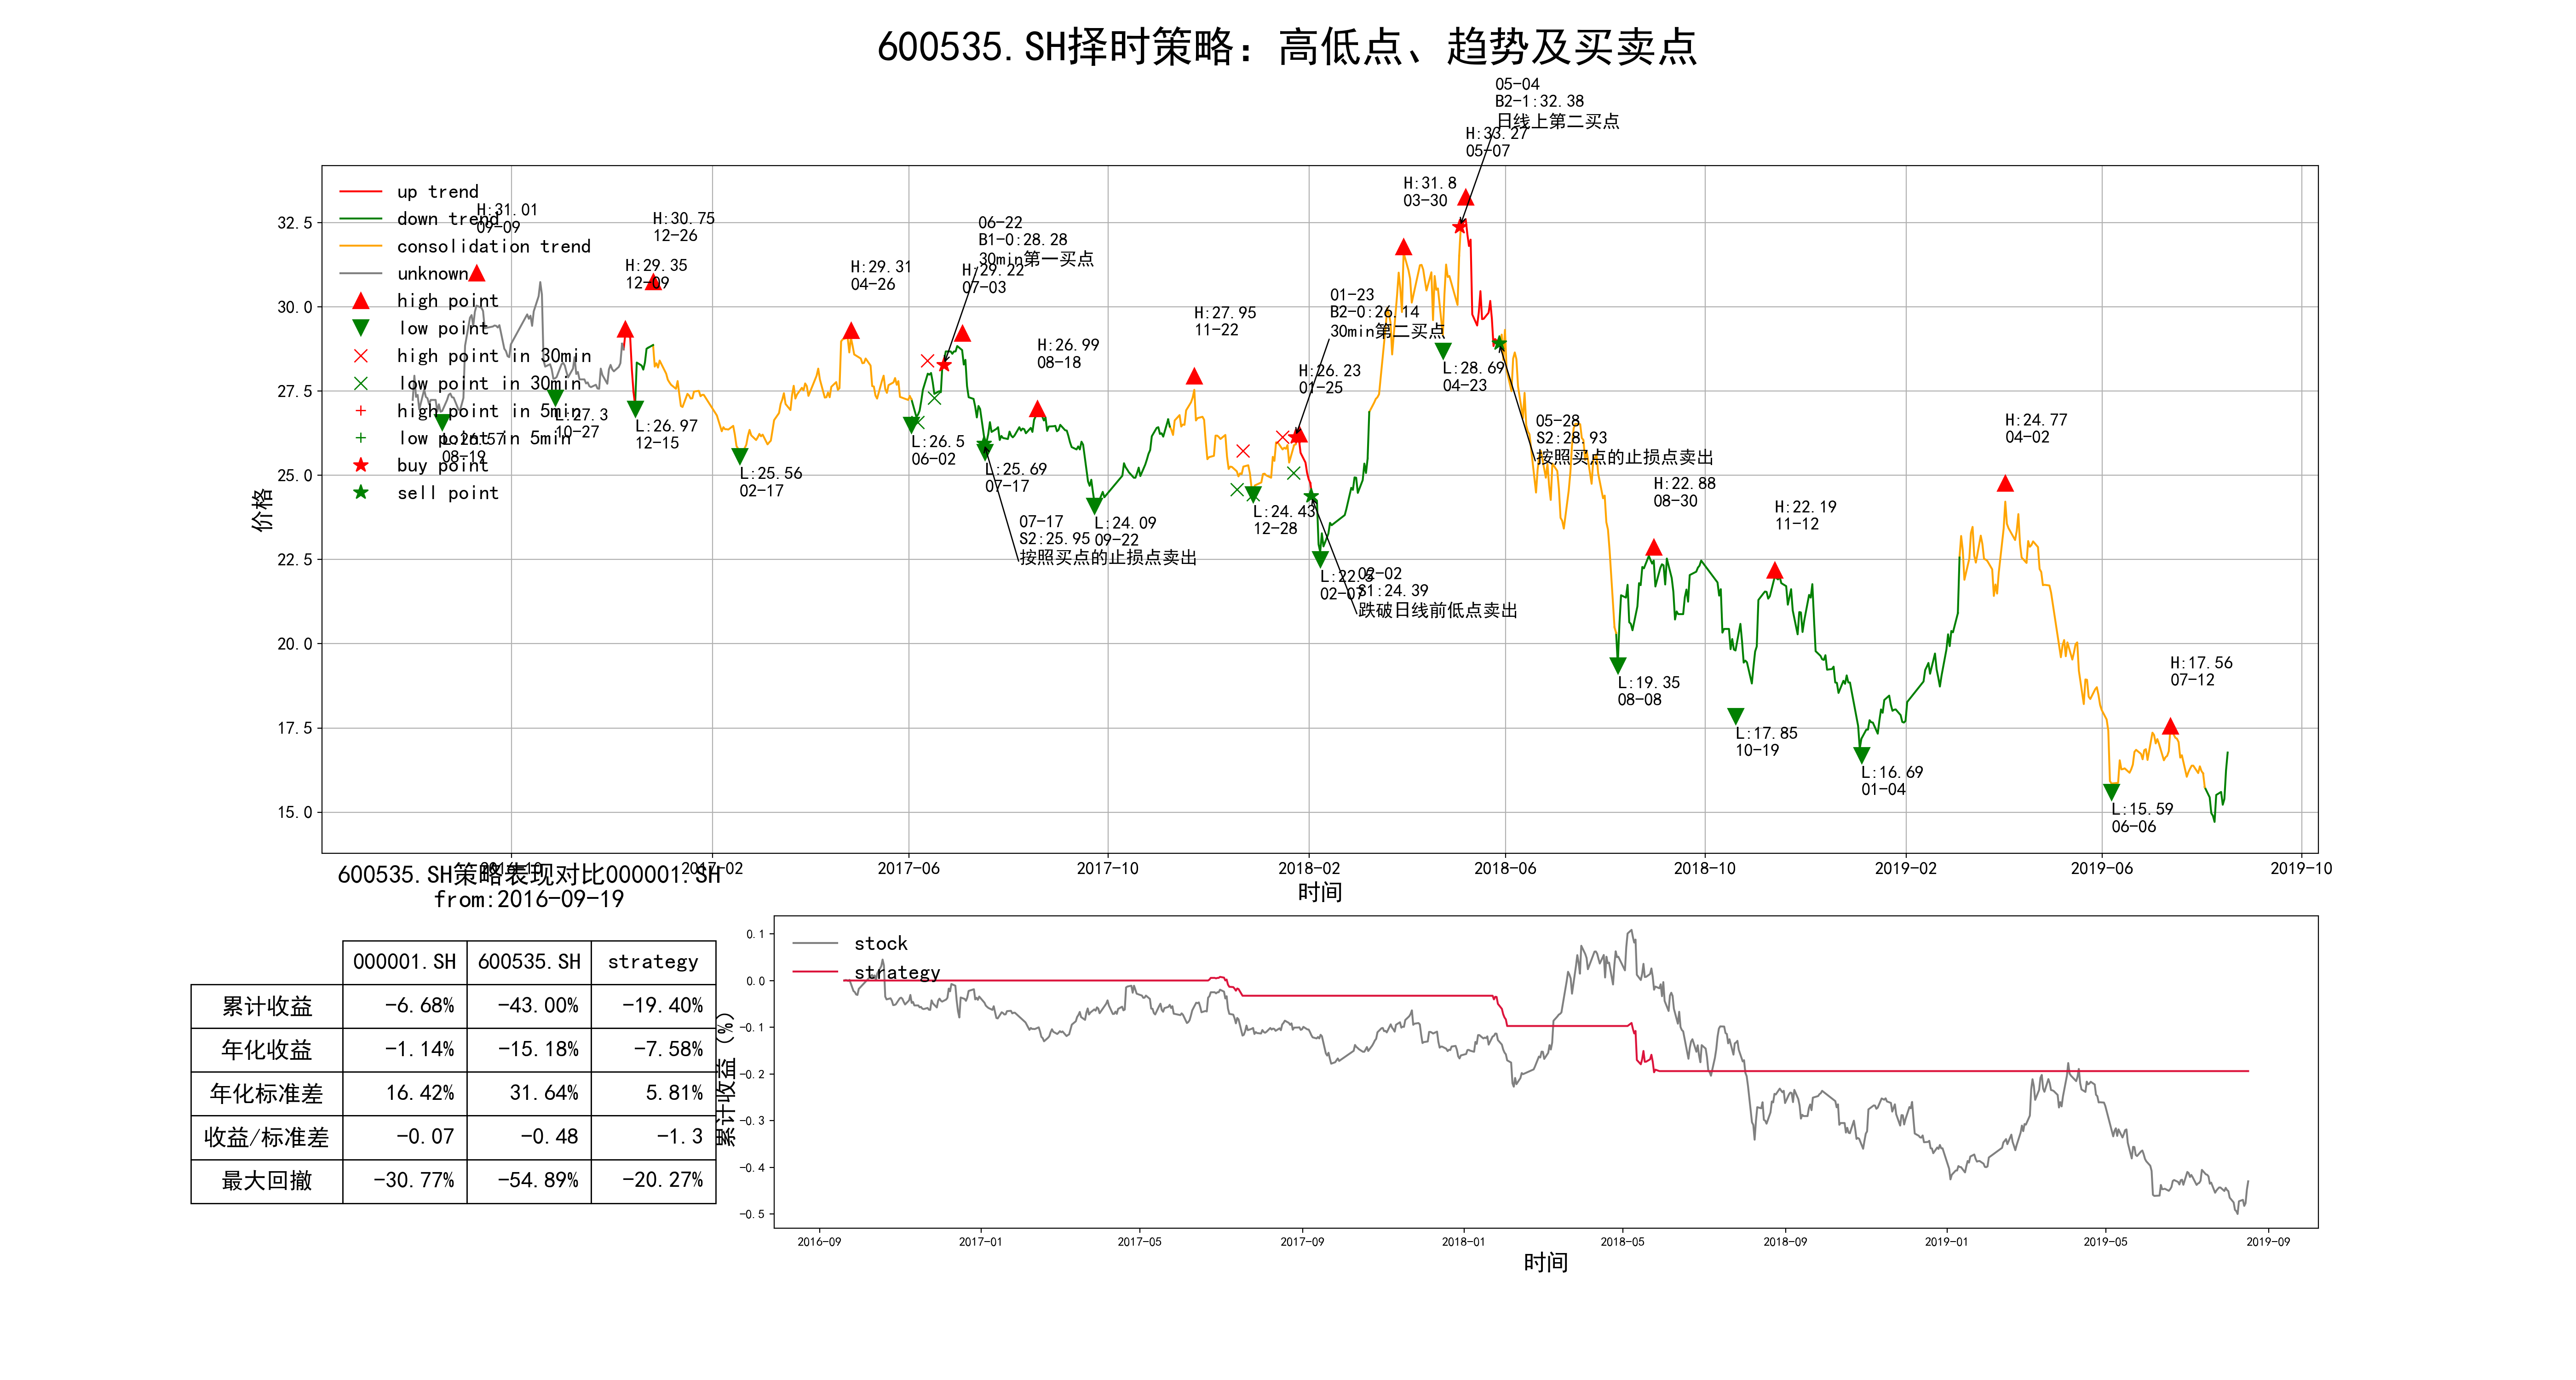 600535.SH择时策略：高低点、趋势及买卖点
05-04
B2-1:32.38
日线上第二买点
H:33.27
05-07
H:31.8
03-30
up trend
down trend
consolidation trend
unknown
high point
low point
high point in 30min
low point in 30min
high point in 5min
low point in 5min
buy point
sell point
H:31.01
09-09
H:30.75
12-26
H:29.35
12-09
H:29.31
04-26
06-22
B1-0:28.28
30min第一买点
H:29.22
07-03
H:26.99
08-18
H:27.95
11-22
01-23
B2-0:26.14
30min第二买点
H:26.23
01-25
L:26.57
08-19
L:27.3
10-27
L:26.97
12-15
L:25.56
02-17
L:26.5
06-02
L:25.69
07-17
07-17
S2:25.95
按照买点的止损点卖出
L:24.09
09-22
L:24.43
12-28
L:22.5
02-07
02-02
S1:24.39
跌破日线前低点卖出
L:28.69
04-23
05-28
S2:28.93
按照买点的止损点卖出
H:22.88
08-30
H:22.19
11-12
H:24.77
04-02
L:19.35
08-08
L:17.85
10-19
L:16.69
01-04
H:17.56
07-12
L:15.59
06-06
价格
32.5
30.0
27.5
25.0
22.5
20.0
17.5
15.0
2016-10
2017-02
2017-06
2017-10
2018-02
2018-06
2018-10
2019-02
2019-06
2019-10
时间
600535.SH策略表现对比000001.SH
from:2016-09-19
000001.SH 600535.SH strategy
累计收益 -6.68% -43.00% -19.40%
年化收益 -1.14% -15.18% -7.58%
年化标准差 16.42% 31.64% 5.81%
收益/标准差 -0.07 -0.48 -1.3
最大回撤 -30.77% -54.89% -20.27%
stock
strategy
累计收益（%）
0.1
0.0
-0.1
-0.2
-0.3
-0.4
-0.5
2016-09
2017-01
2017-05
2017-09
2018-01
2018-05
2018-09
2019-01
2019-05
2019-09
时间